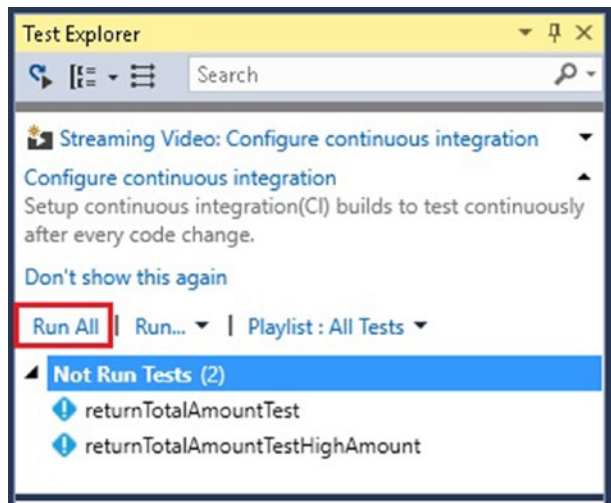 Test Explorer
Search
Streaming Video: Configure continuous integration
Configure continuous integration
Setup continuous integration(CI) builds to test continuously
after every code change.
Don't show this again
Run All | Run... | Playlist : All Tests
Not Run Tests (2)
returnTotalAmountTest
returnTotalAmountTestHighAmount